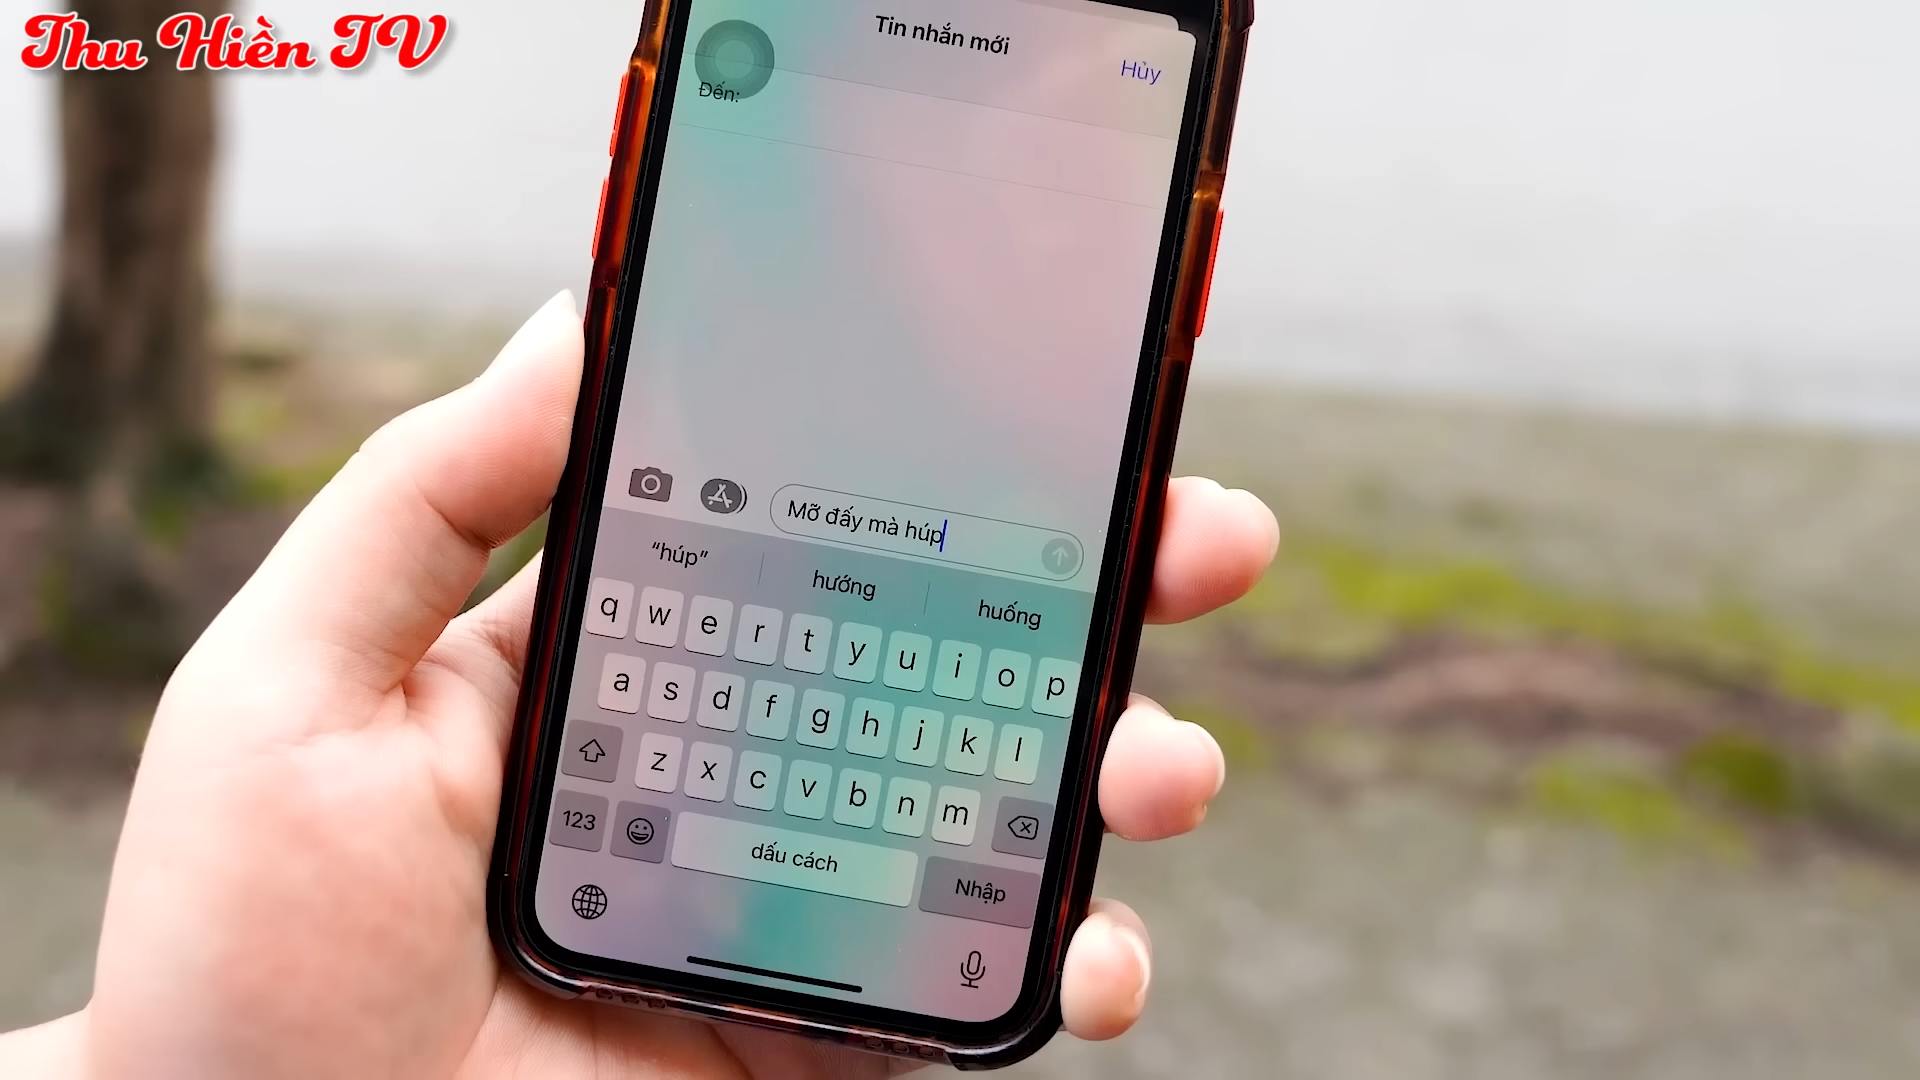 Thu Hiền TV
Tin nhắn mới
Hủy
Đến:
Mỡ đấy mà húp
“húp” hướng huống
q w e r t y u i o p
a s d f g h j k l
z x c v b n m
123 dấu cách Nhập